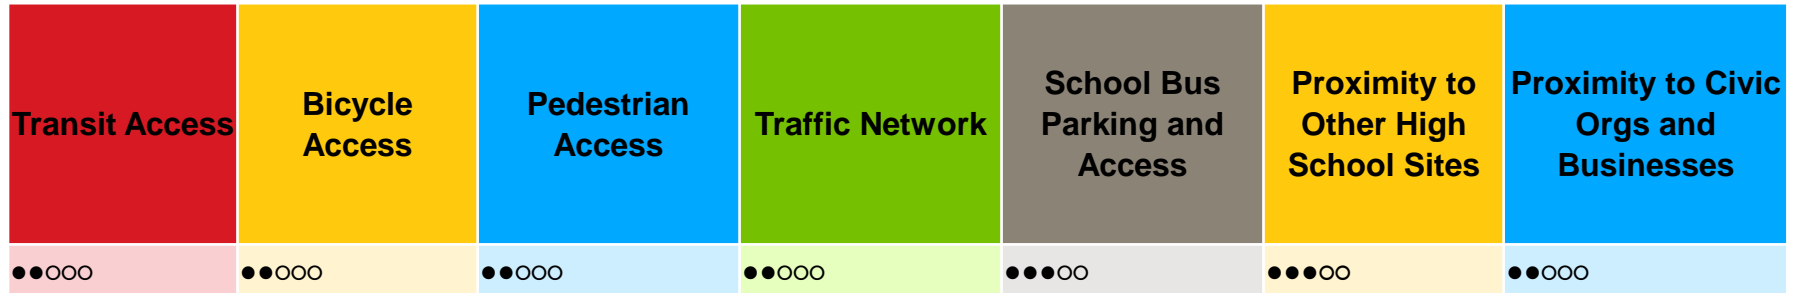 Transit Access
Bicycle
Access
Pedestrian
Access
Traffic Network
School Bus
Parking and
Access
Proximity to
Other High
School Sites
Proximity to Civic
Orgs and
Businesses
●●○○○
●●○○○
●●○○○
●●○○○
●●●○○
●●●○○
●●○○○